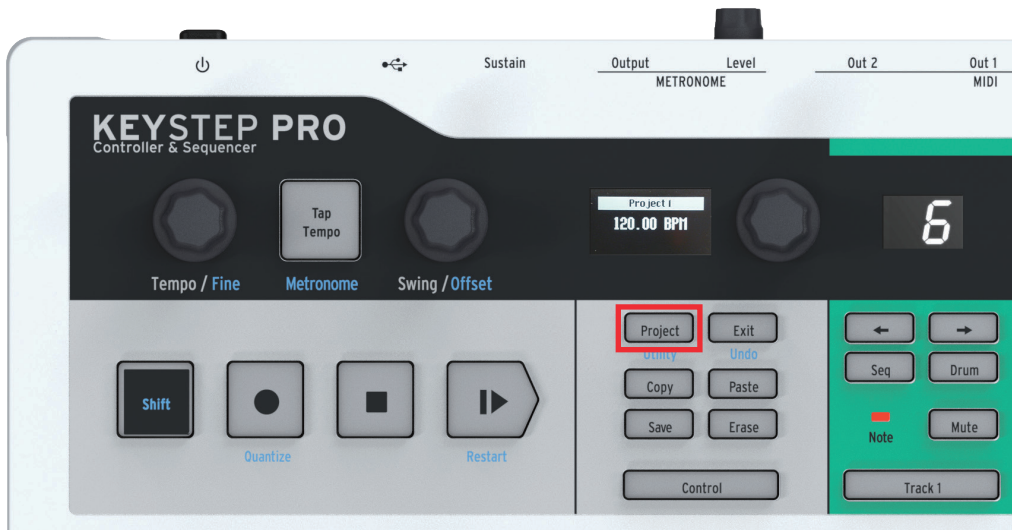 Sustain
Output Level
METRONOME
Out 2 Out 1
MIDI
KEYSTEP PRO
Controller & Sequencer
Tap
Tempo
Project 1
120.00 BPM
6
Tempo / Fine
Metronome
Swing / Offset
Project
Exit
Utility
Undo
Seq
Drum
Copy
Paste
Shift
Save
Erase
Mute
Note
Quantize
Restart
Control
Track 1